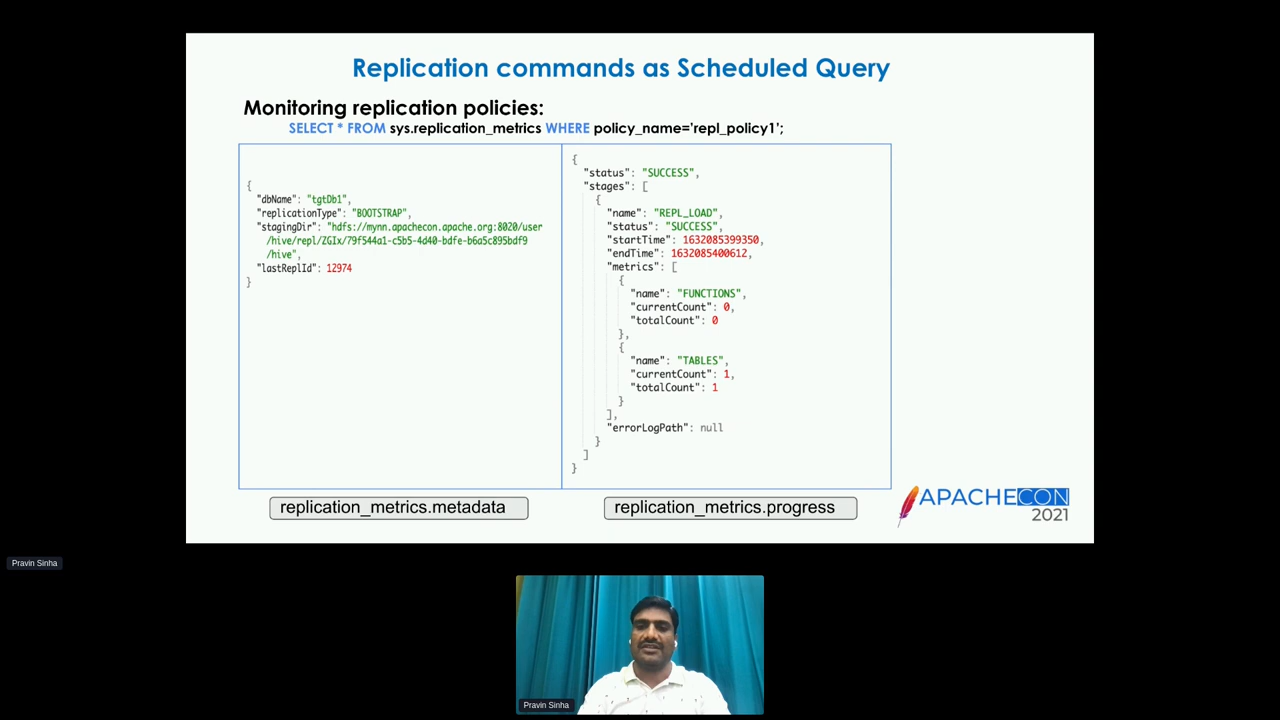 Replication commands as Scheduled Query
Monitoring replication policies:
SELECT * FROM sys.replication_metrics WHERE policy_name='repl_policy1';
{
"dbName": "tgtDb1",
"replicationType": "BOOTSTRAP",
"stagingDir": "hdfs://mynn.apachecon.apache.org:8020/user
/hive/repl/ZGIx/79f544a1-c5b5-4d40-bdfe-b6a5c895bdf9
/hive",
"lastReplId": 12974
}
{
"status": "SUCCESS",
"stages": [
{
"name": "REPL_LOAD",
"status": "SUCCESS",
"startTime": 1632085399350,
"endTime": 1632085400612,
"metrics": [
{
"name": "FUNCTIONS",
"currentCount": 0,
"totalCount": 0
},
{
"name": "TABLES",
"currentCount": 1,
"totalCount": 1
}
],
"errorLogPath": null
}
]
}
replication_metrics.metadata
replication_metrics.progress
APACHECON
2021
Pravin Sinha
Pravin Sinha